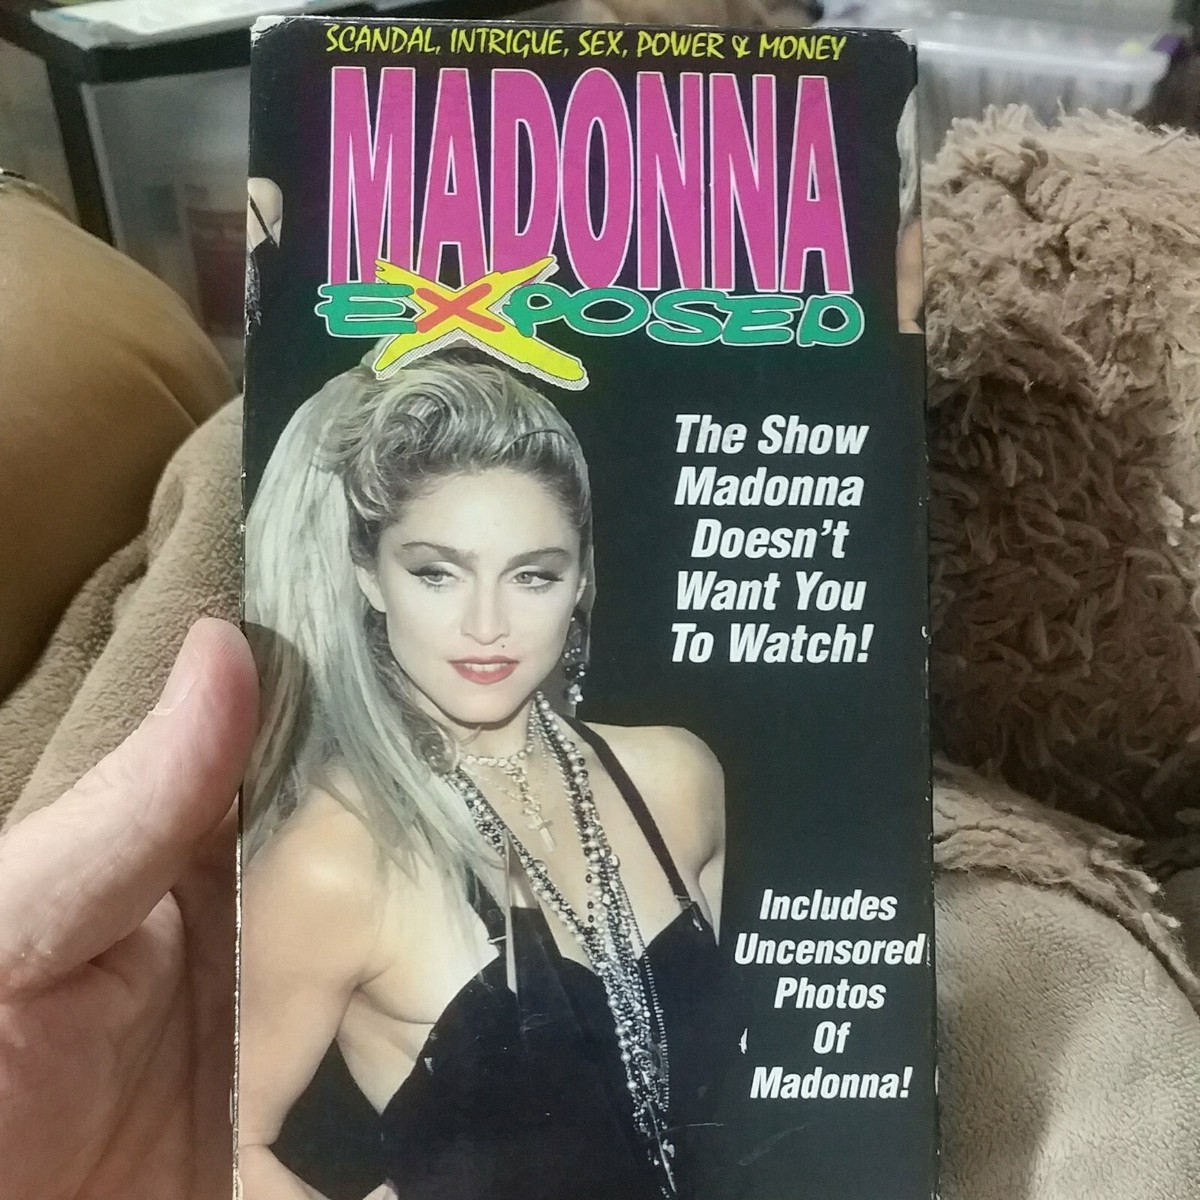 SCANDAL, INTRIGUE, SEX, POWER & MONEY
MADONNA
EXPOSED
The Show
Madonna
Doesn't
Want You
To Watch!
Includes
Uncensored
Photos
Of
Madonna!